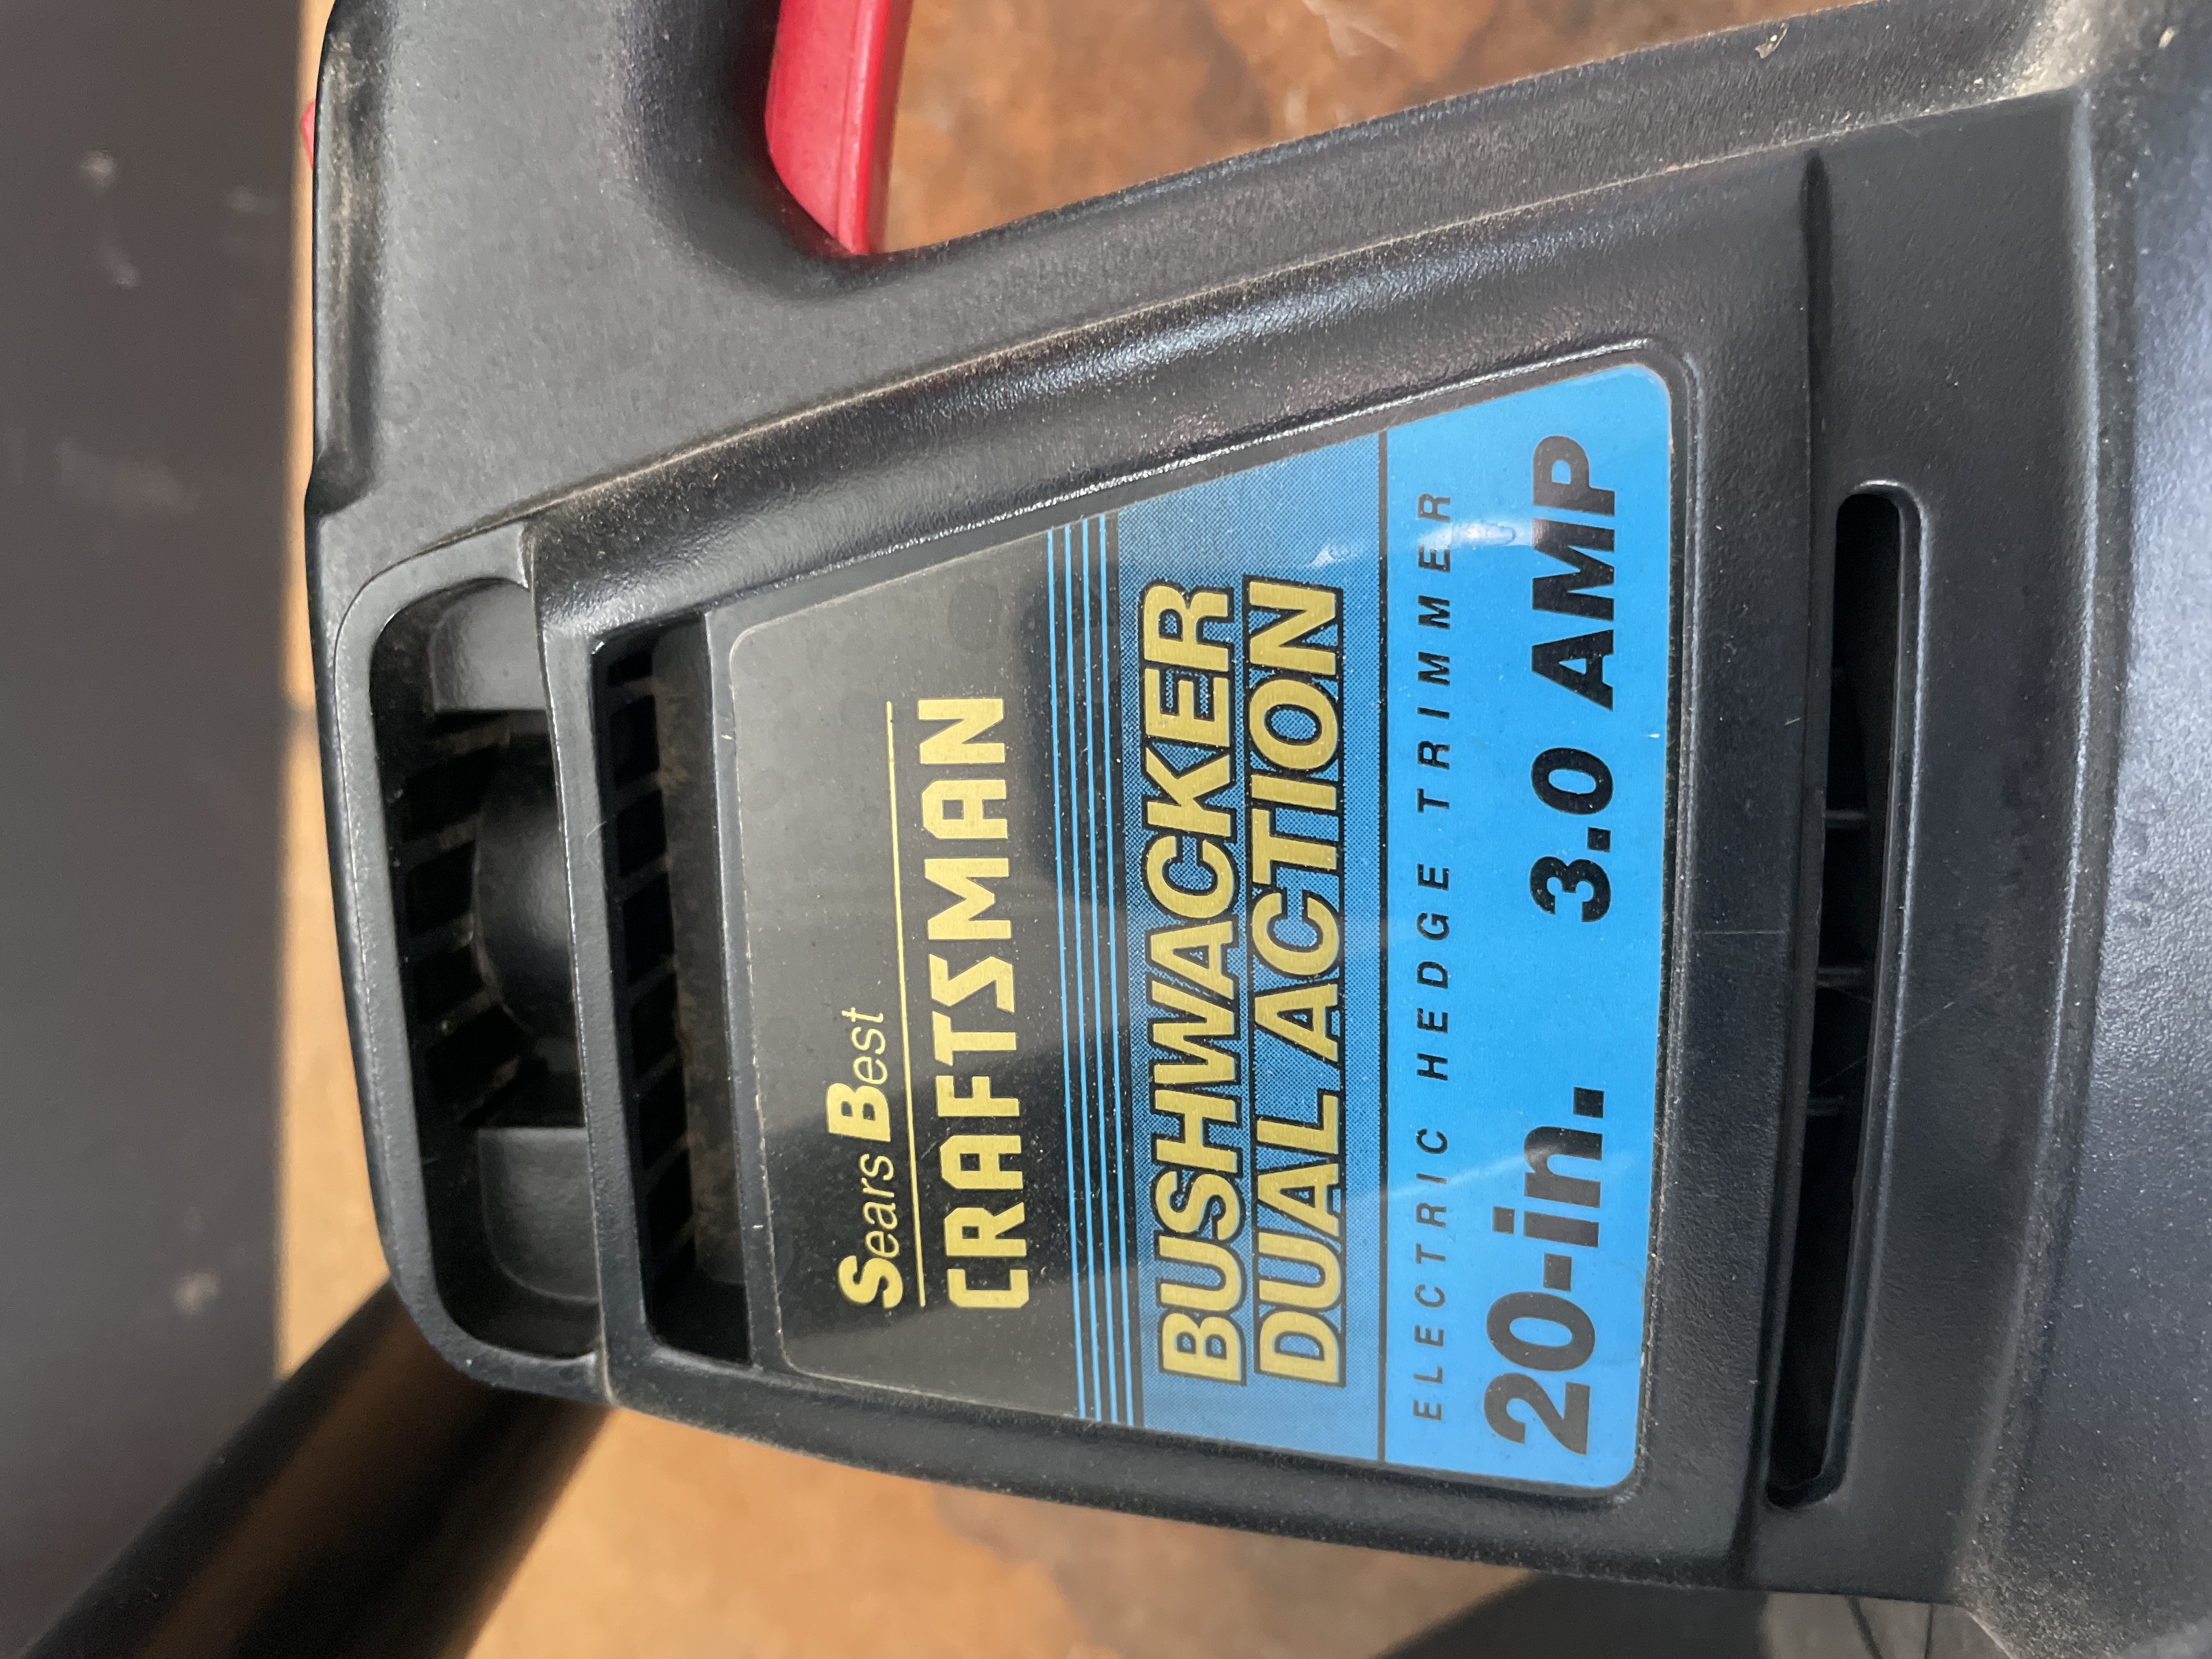 Sears Best
CRAFTSMAN
BUSHWACKER
DUAL ACTION
ELECTRIC HEDGE TRIMMER
20-in. 3.0 AMP